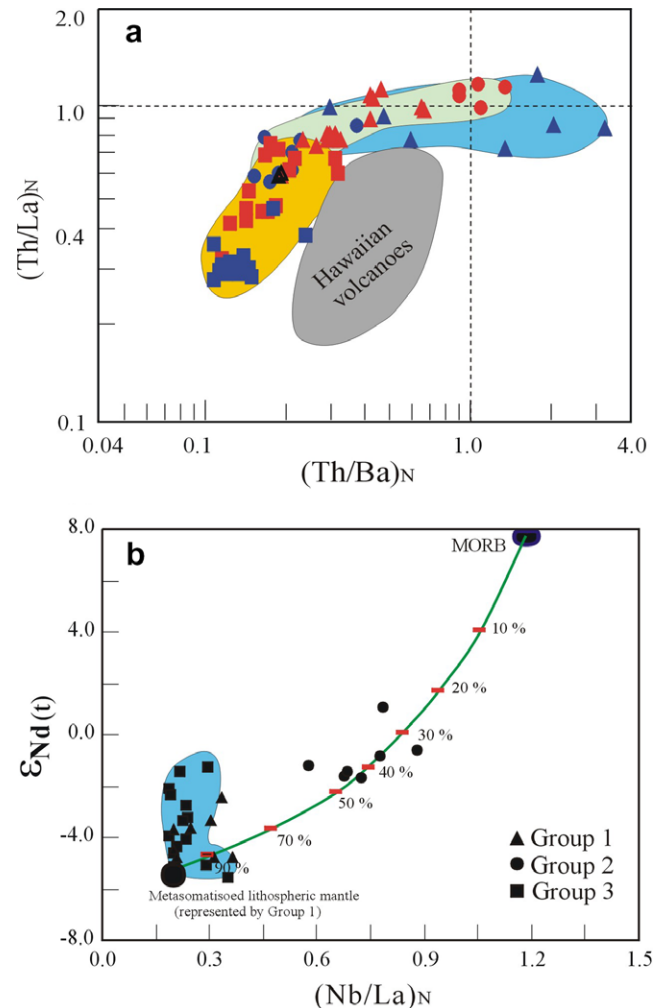 a
2.0
1.0
0.4
0.1
(Th/La)N
Hawaiian
volcanoes
0.04
0.1
1.0
4.0
(Th/Ba)N
b
8.0
4.0
0.0
-4.0
-8.0
εNd(t)
MORB
10 %
20 %
30 %
40 %
50 %
70 %
90 %
Metasomatisoed lithospheric mantle
(represented by Group 1)
Group 1
Group 2
Group 3
0.0
0.3
0.6
0.9
1.2
1.5
(Nb/La)N